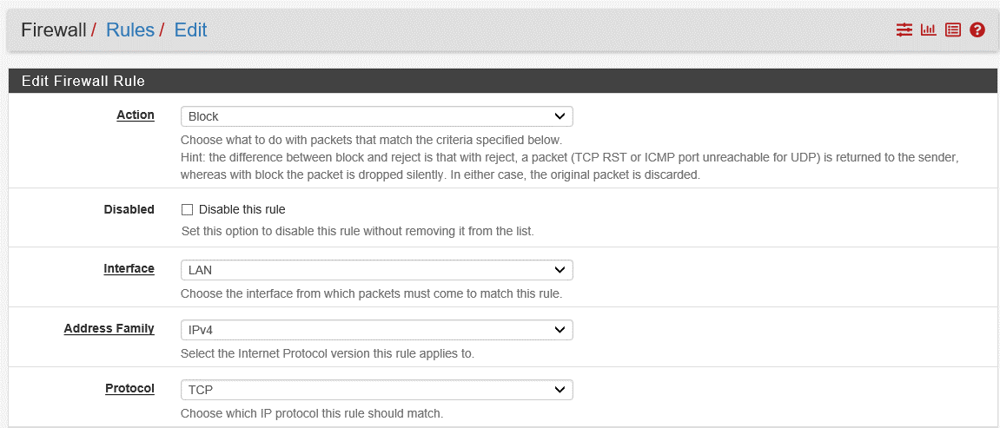 Firewall / Rules / Edit
Edit Firewall Rule
Action
Block
Choose what to do with packets that match the criteria specified below.
Hint: the difference between block and reject is that with reject, a packet (TCP RST or ICMP port unreachable for UDP) is returned to the sender,
whereas with block the packet is dropped silently. In either case, the original packet is discarded.
Disabled
Disable this rule
Set this option to disable this rule without removing it from the list.
Interface
LAN
Choose the interface from which packets must come to match this rule.
Address Family
IPv4
Select the Internet Protocol version this rule applies to.
Protocol
TCP
Choose which IP protocol this rule should match.